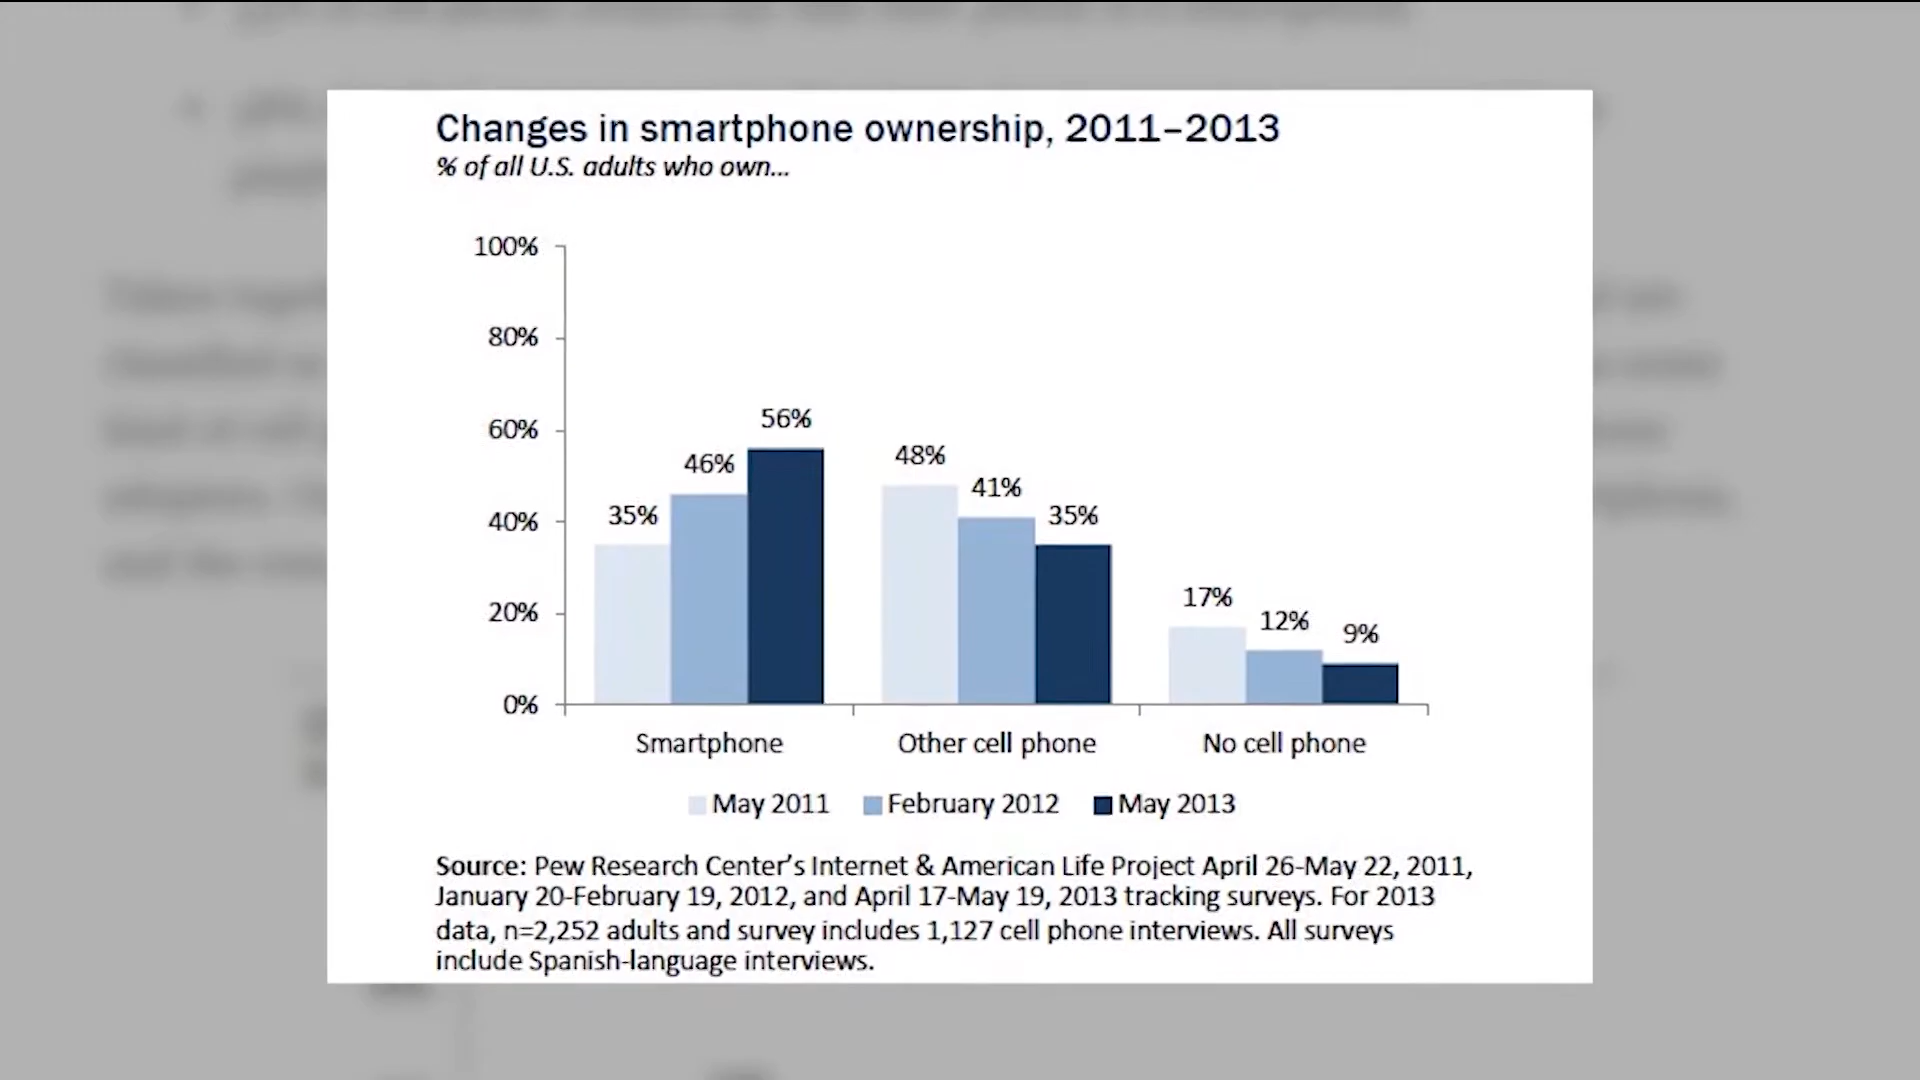 Changes in smartphone ownership, 2011–2013
% of all U.S. adults who own...
100%
80%
60%
40%
20%
0%
35%
46%
56%
48%
41%
35%
17%
12%
9%
Smartphone
Other cell phone
No cell phone
May 2011
February 2012
May 2013
Source: Pew Research Center's Internet & American Life Project April 26-May 22, 2011,
January 20-February 19, 2012, and April 17-May 19, 2013 tracking surveys. For 2013
data, n=2,252 adults and survey includes 1,127 cell phone interviews. All surveys
include Spanish-language interviews.